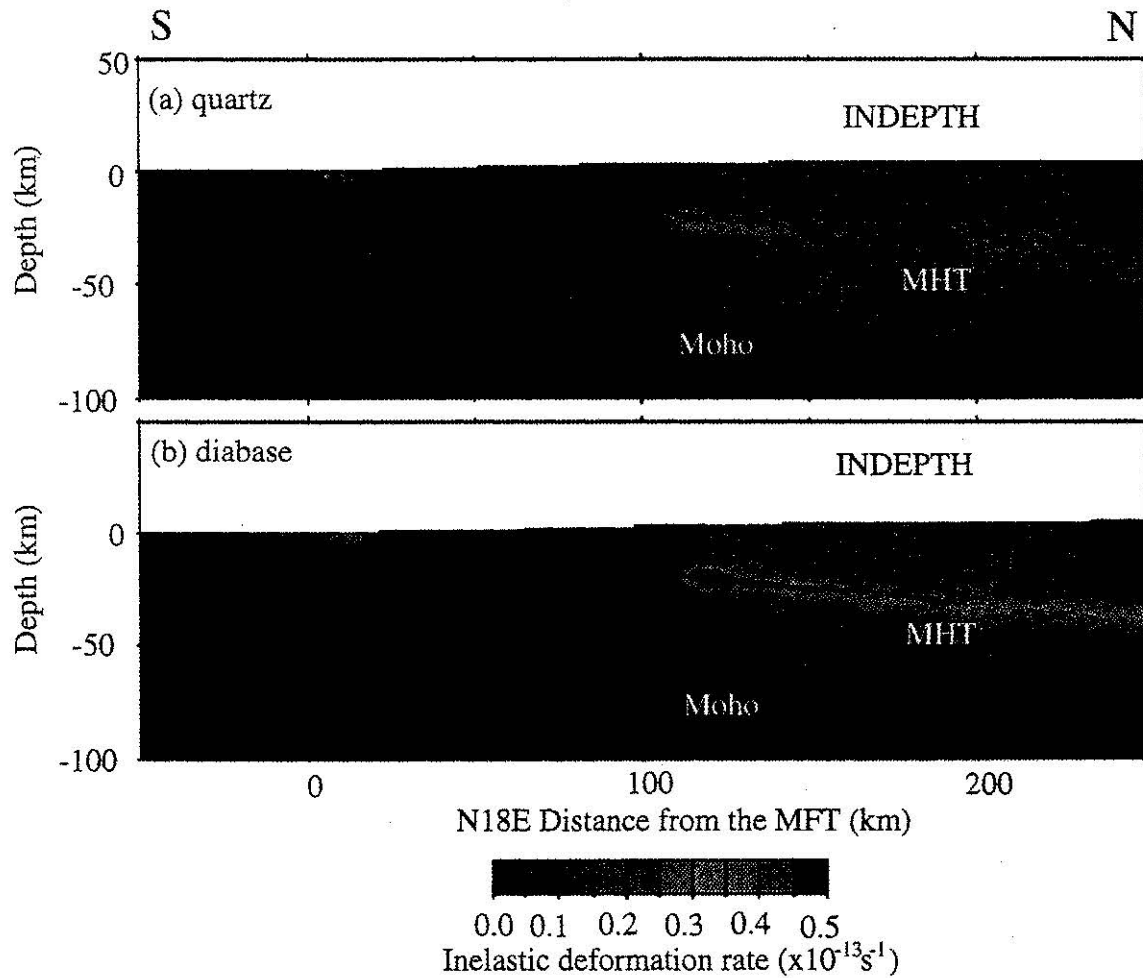 S N
50
(a) quartz
INDEPTH
0
Depth (km)
-50
MHT
Moho
-100
(b) diabase
INDEPTH
0
Depth (km)
-50
MHT
Moho
-100
0 100 200
N18E Distance from the MFT (km)
0.0 0.1 0.2 0.3 0.4 0.5
Inelastic deformation rate (x10⁻¹³s⁻¹)